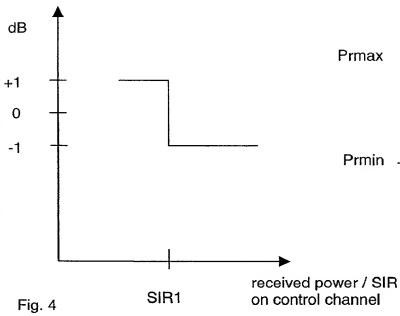 dB
Prmax
+1
0
-1
Prmin
received power / SIR
on control channel
SIR1
Fig. 4